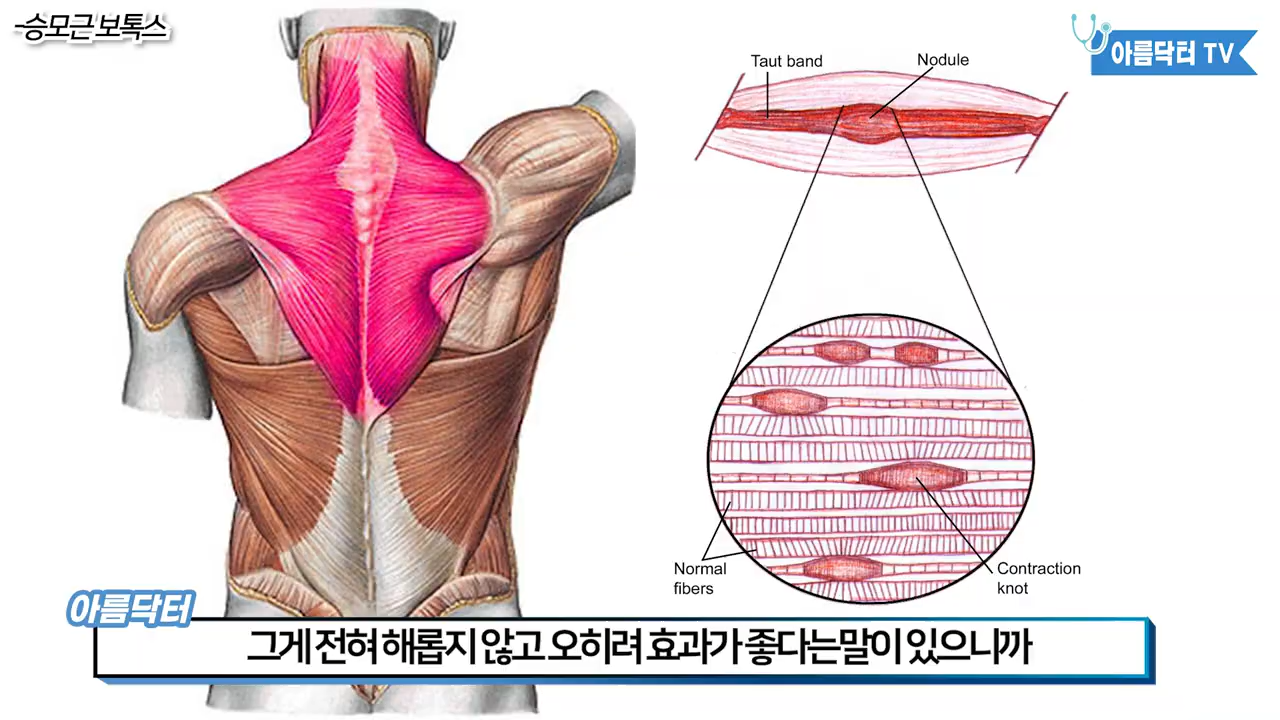 -승모근 보톡스
아름닥터 TV
Taut band
Nodule
Normal
fibers
Contraction
knot
아름닥터
그게 전혀 해롭지 않고 오히려 효과가 좋다는말이 있으니까